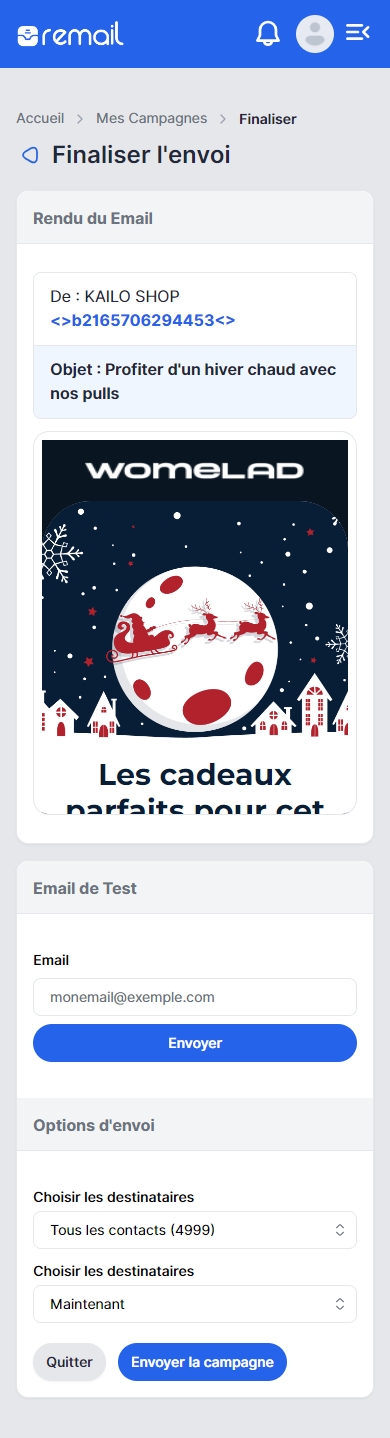 remail
Accueil > Mes Campagnes > Finaliser
Finaliser l'envoi
Rendu du Email
De : KAILO SHOP
<>b2165706294453<>
Objet : Profiter d'un hiver chaud avec
nos pulls
WOMELAD
Les cadeaux
parfaits pour cet
Email de Test
Email
monemail@exemple.com
Envoyer
Options d'envoi
Choisir les destinataires
Tous les contacts (4999)
Choisir les destinataires
Maintenant
Quitter
Envoyer la campagne